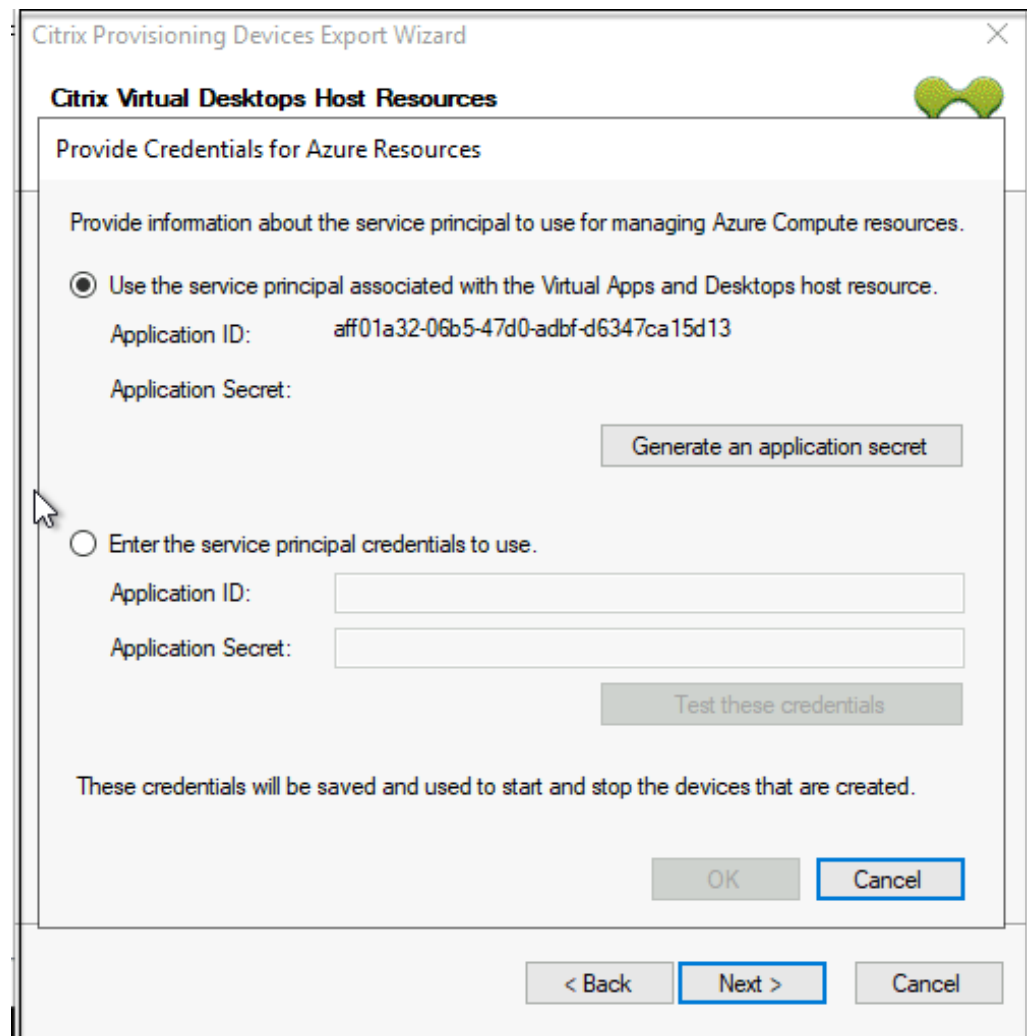 Citrix Provisioning Devices Export Wizard
Citrix Virtual Desktops Host Resources
Provide Credentials for Azure Resources
Provide information about the service principal to use for managing Azure Compute resources.
Use the service principal associated with the Virtual Apps and Desktops host resource.
Application ID: aff01a32-06b5-47d0-adbf-d6347ca15d13
Application Secret:
Generate an application secret
Enter the service principal credentials to use.
Application ID:
Application Secret:
Test these credentials
These credentials will be saved and used to start and stop the devices that are created.
OK Cancel
< Back Next > Cancel